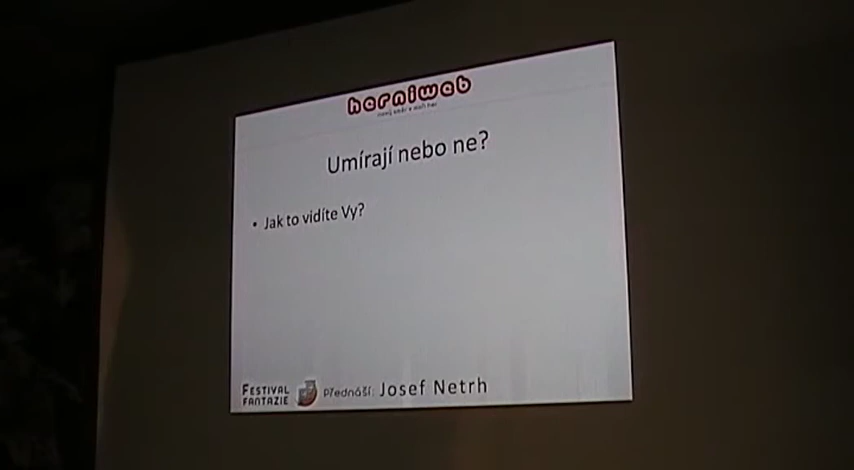 herniweb
Umírají nebo ne?
• Jak to vidíte Vy?
FESTIVAL
FANTAZIE
Přednáší: Josef Netrh